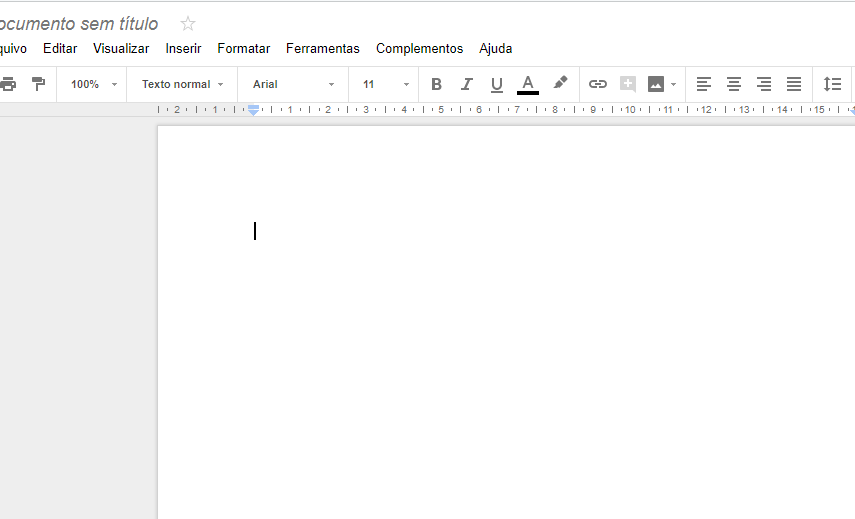 ocumento sem título
quivo Editar Visualizar Inserir Formatar Ferramentas Complementos Ajuda
100% Texto normal Arial 11 B I U A
2 1 1 2 3 4 5 6 7 8 9 10 11 12 13 14 15